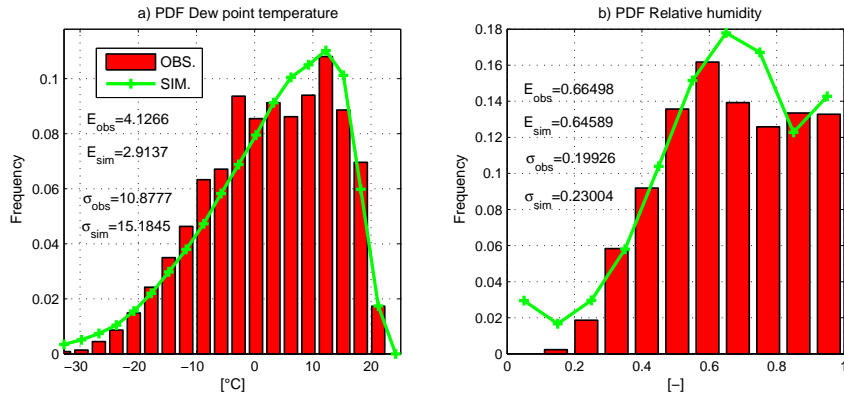 a) PDF Dew point temperature
OBS.
SIM.
E_obs=4.1266
E_sim=2.9137
σ_obs=10.8777
σ_sim=15.1845
Frequency
0.1
0.08
0.06
0.04
0.02
0
−30 −20 −10 0 10 20
[°C]
b) PDF Relative humidity
E_obs=0.66498
E_sim=0.64589
σ_obs=0.19926
σ_sim=0.23004
Frequency
0.18
0.16
0.14
0.12
0.1
0.08
0.06
0.04
0.02
0
0 0.2 0.4 0.6 0.8 1
[−]